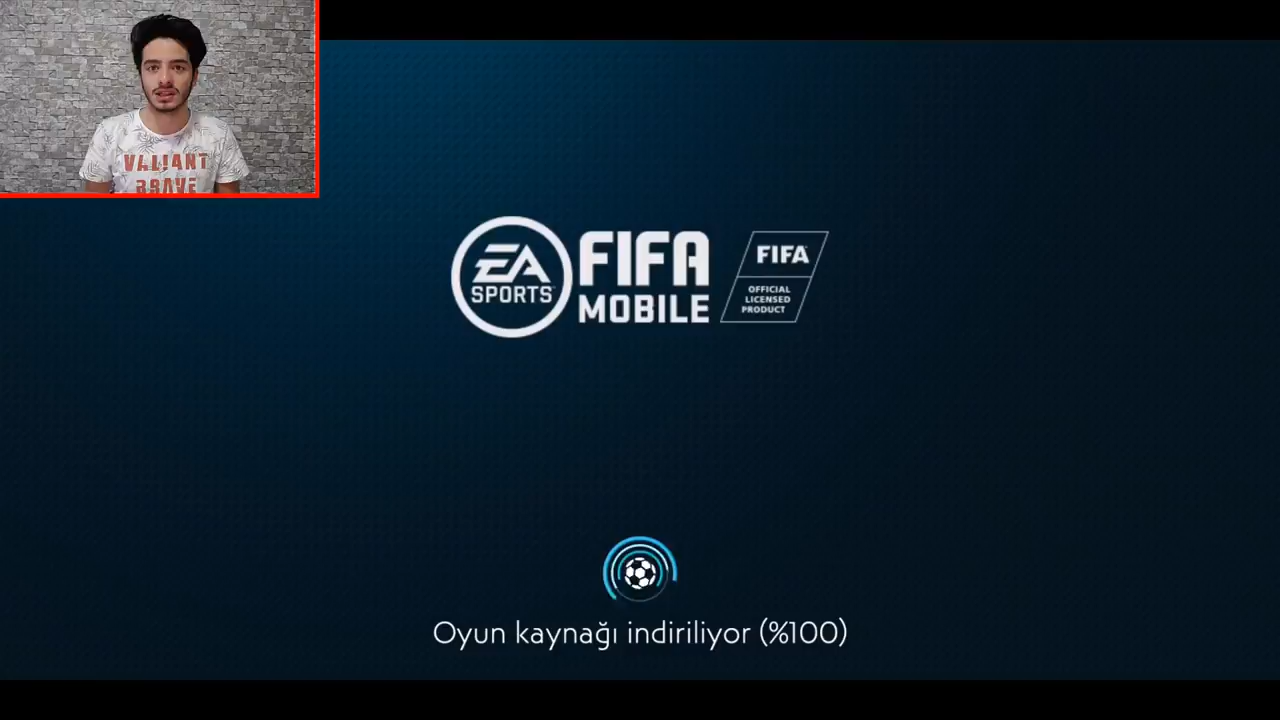 VALIANT
BRAVE
EA
SPORTS
FIFA
MOBILE
FIFA
OFFICIAL
LICENSED
PRODUCT
Oyun kaynağı indiriliyor (%100)